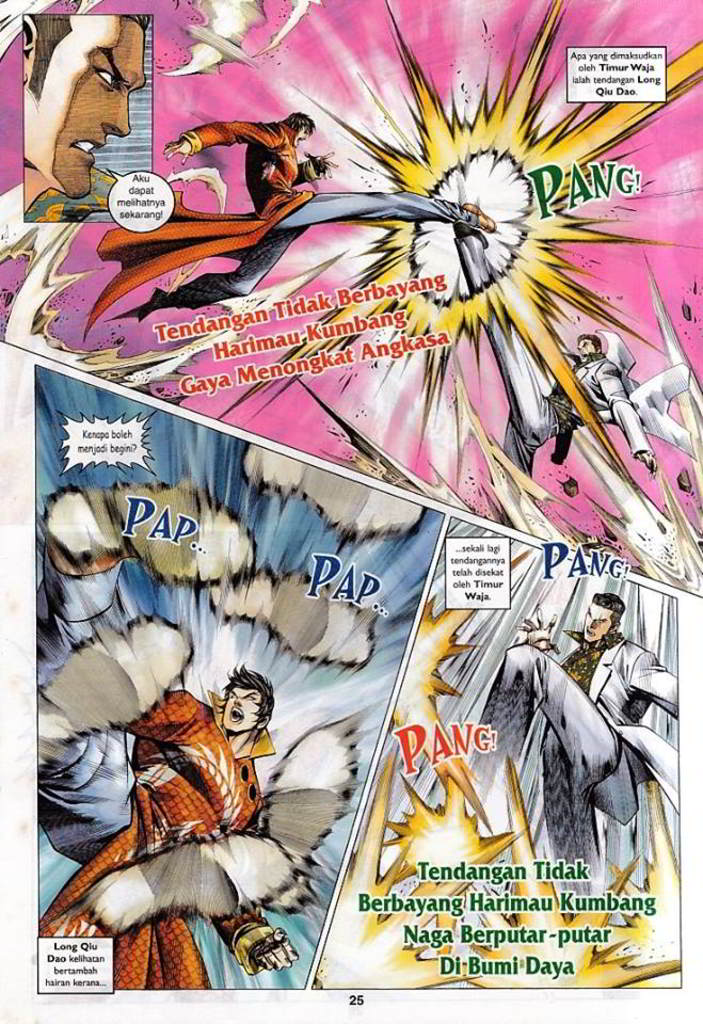 Apa yang dimaksudkan
oleh Timur Waja
ialah tendangan Long
Qiu Dao.
Aku
dapat
melihatnya
sekarang!
PANG!
Tendangan Tidak Berbayang
Harimau Kumbang
Gaya Menongkat Angkasa
Kenapa boleh
menjadi begini?
PAP...
PAP...
Long Qiu
Dao kelihatan
bertambah
hairan kerana...
...sekali lagi
tendangannya
telah disekat
oleh Timur
Waja.
PANG!
PANG!
Tendangan Tidak
Berbayang Harimau Kumbang
Naga Berputar-putar
Di Bumi Daya
25